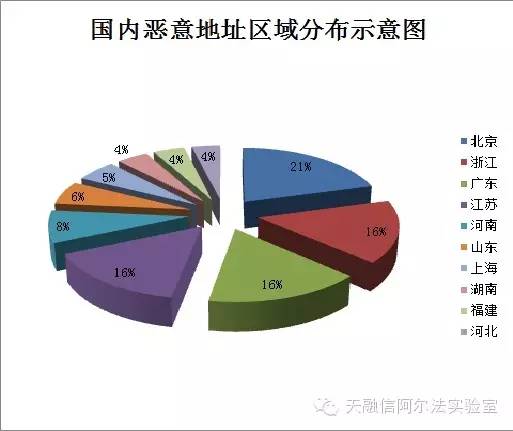 国内恶意地址区域分布示意图
4%
4%
4%
5%
6%
8%
16%
16%
16%
21%
北京
浙江
广东
江苏
河南
山东
上海
湖南
福建
河北
天融信阿尔法实验室